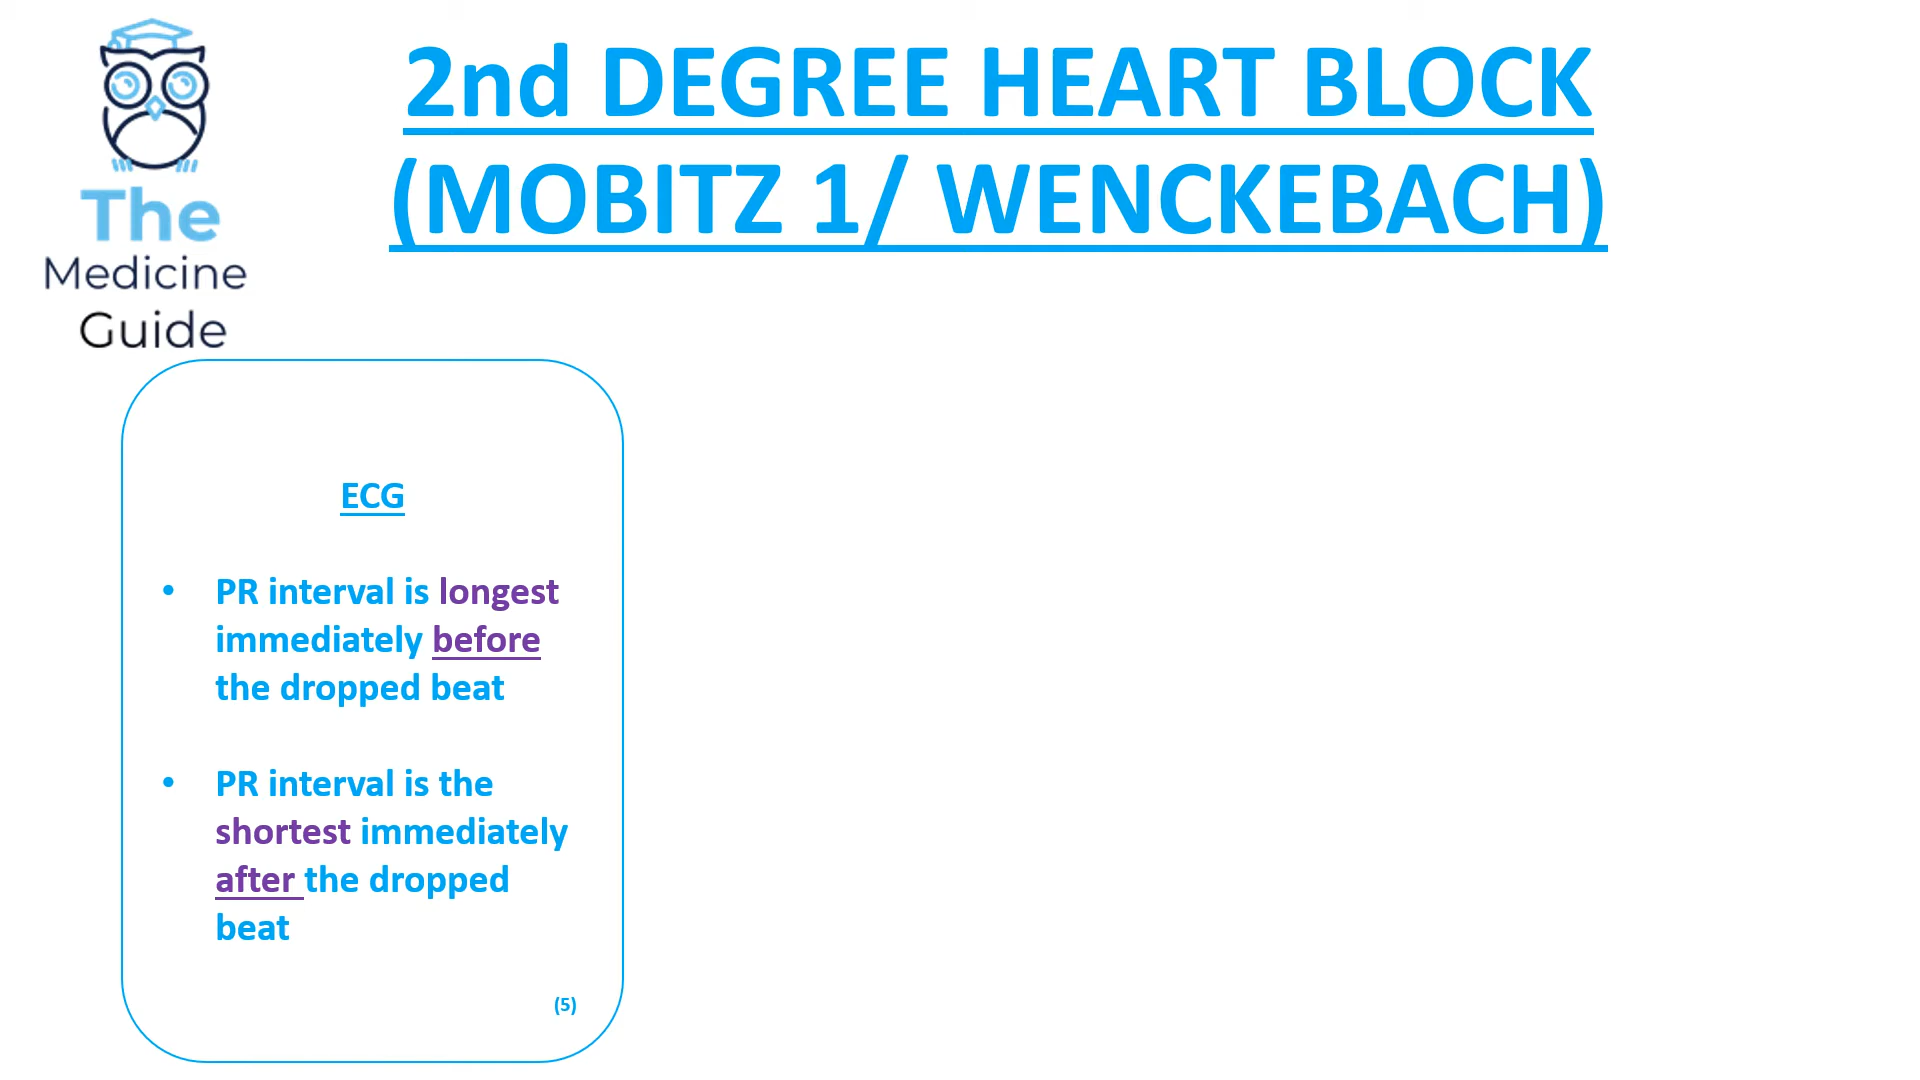 The
Medicine
Guide
2nd DEGREE HEART BLOCK
(MOBITZ 1/ WENCKEBACH)
ECG
• PR interval is longest
immediately before
the dropped beat
• PR interval is the
shortest immediately
after the dropped
beat
(5)